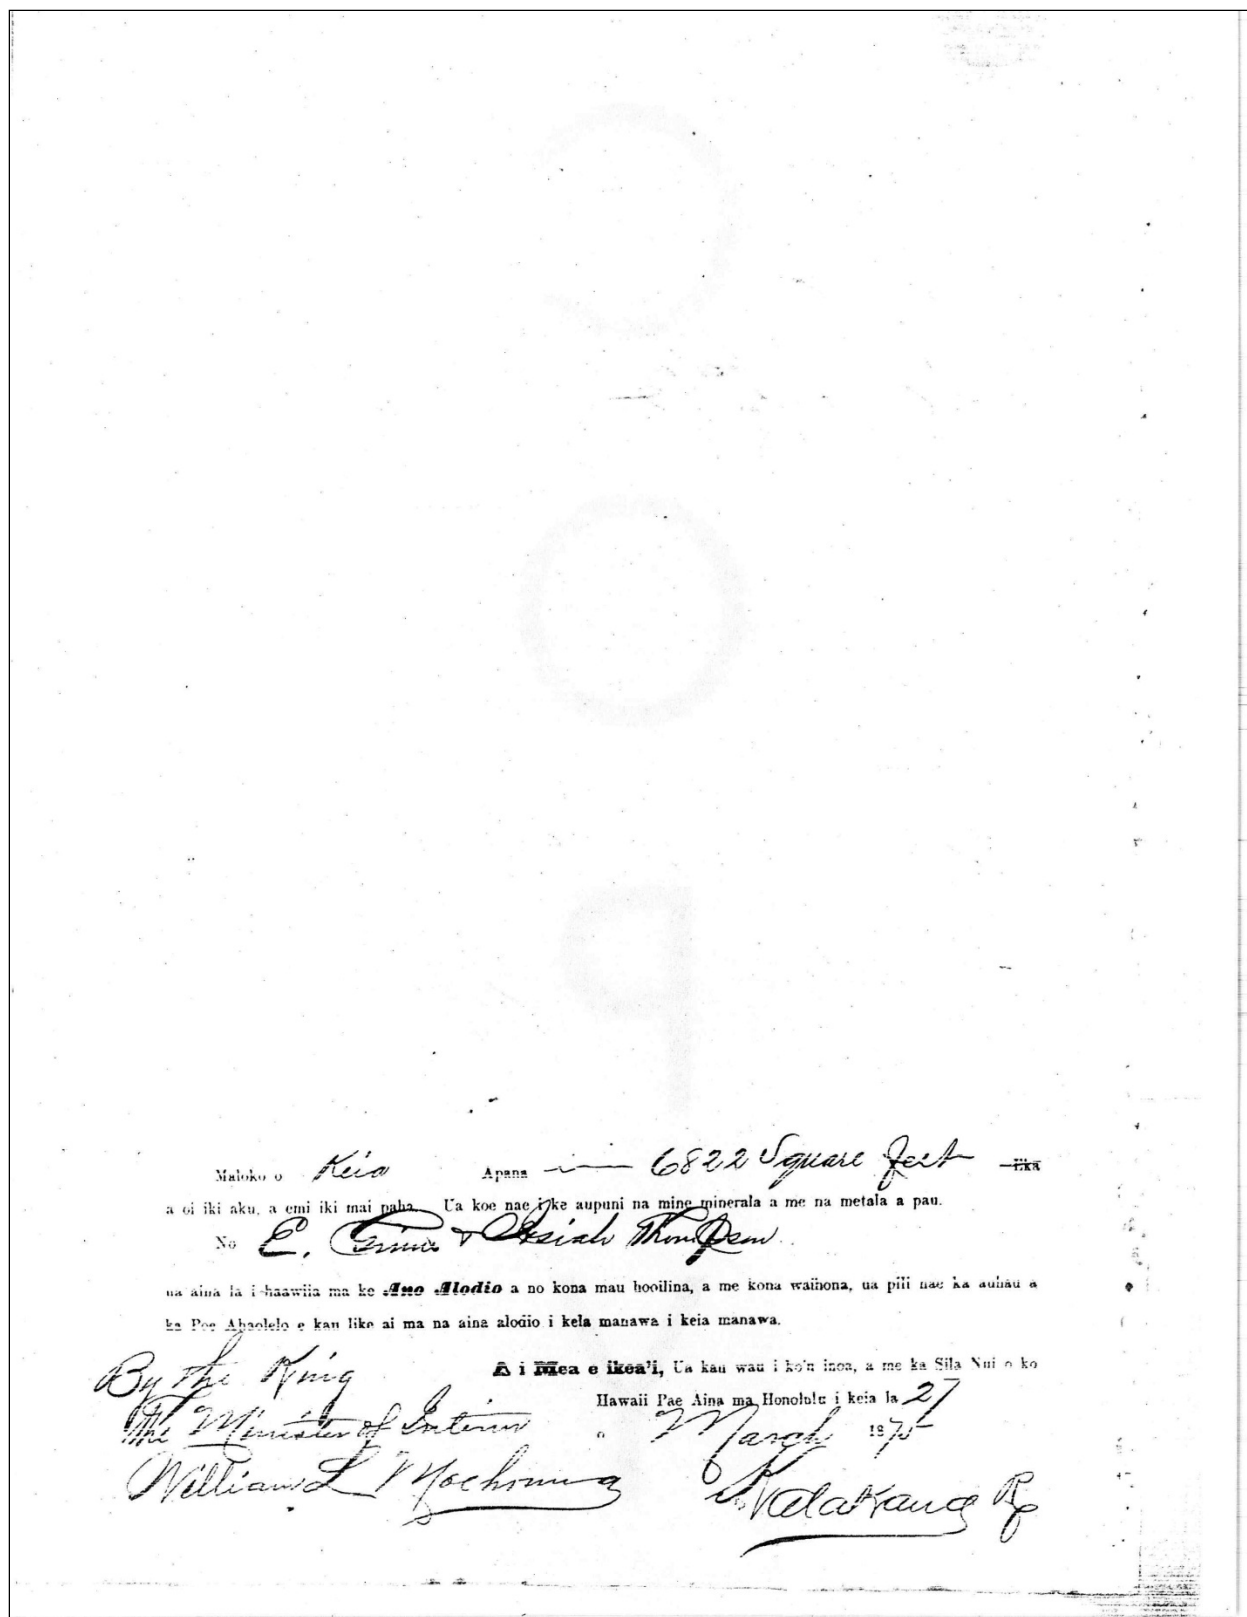 Maloko o Keia Apana — 6822 Square feet Eka
a oi iki aku, a emi iki mai paha. Ua koe nae i ke aupuni na mine minerala a me na metala a pau.
No E. & Asiah Thompson
na aina la i haawiia ma ke Ano Alodio a no kona mau hooilina, a me kona waihona, ua pili nae ka auhau a
ka Poe Ahaolelo e kau like ai ma na aina alodio i kela manawa i keia manawa.
A i Mea e ikea'i, Ua kau wau i ko'u inoa, a me ka Sila Nui o ko
Hawaii Pae Aina ma Honolulu i keia la 27
o March 1875
By The King
The Minister of Interior
William L
Kalakaua R